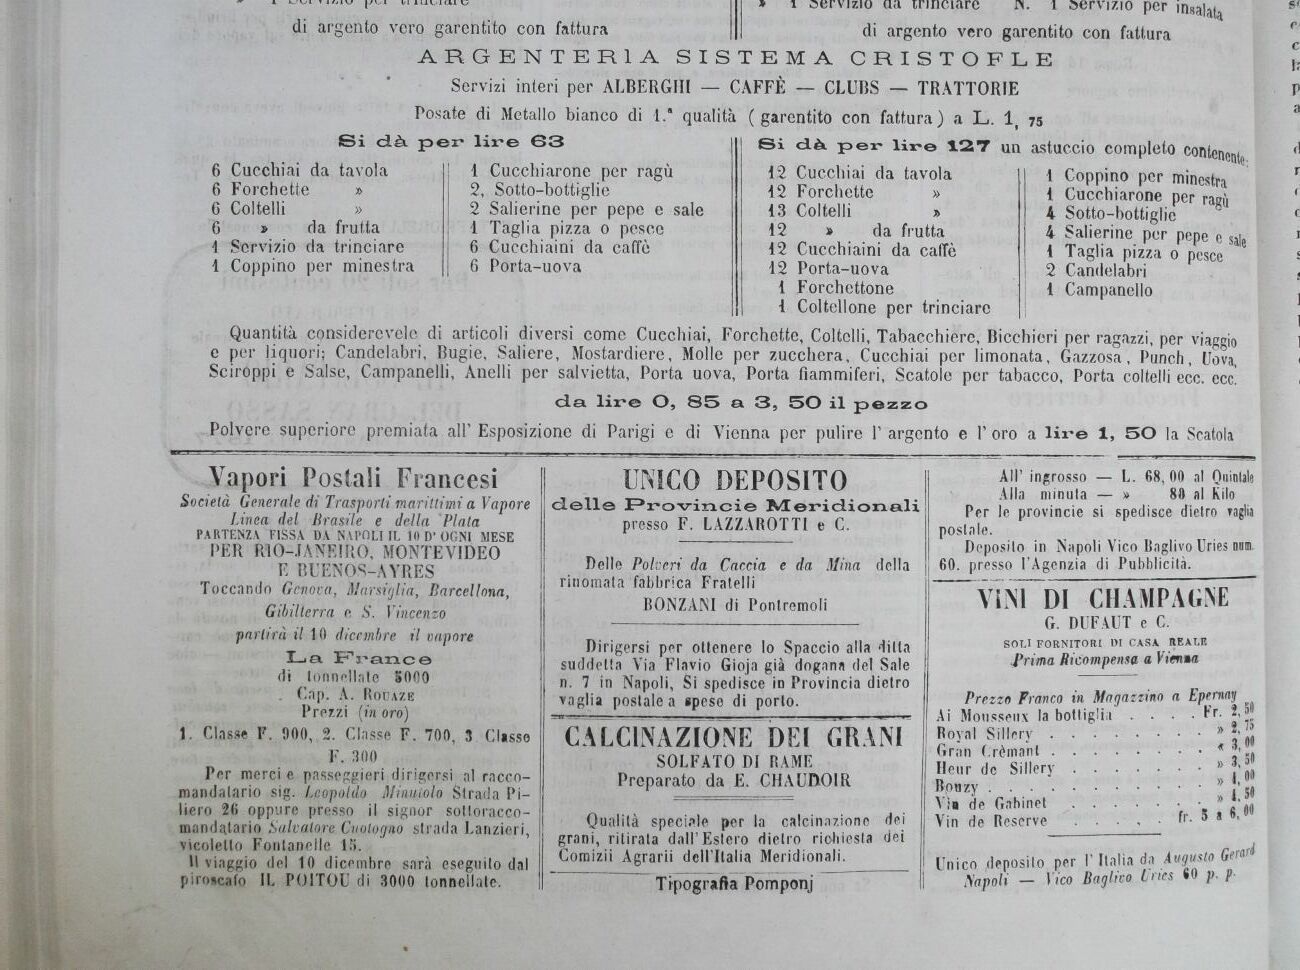 » 1 Servizio per trinciare
di argento vero garentito con fattura
» 1 Servizio da trinciare N. 1 Servizio per insalata
di argento vero garentito con fattura
ARGENTERIA SISTEMA CRISTOFLE
Servizi interi per ALBERGHI — CAFFÈ — CLUBS — TRATTORIE
Posate di Metallo bianco di 1.ª qualità (garentito con fattura) a L. 1, 75
Si dà per lire 63
6 Cucchiai da tavola
6 Forchette »
6 Coltelli »
6 » da frutta
1 Servizio da trinciare
1 Coppino per minestra
1 Cucchiarone per ragù
2, Sotto-bottiglie
2 Salierine per pepe e sale
1 Taglia pizza o pesce
6 Cucchiaini da caffè
6 Porta-uova
Si dà per lire 127 un astuccio completo contenente:
12 Cucchiai da tavola
12 Forchette »
13 Coltelli »
12 » da frutta
12 Cucchiaini da caffè
12 Porta-uova
1 Forchettone
1 Coltellone per trinciare
1 Coppino per minestra
1 Cucchiarone per ragù
4 Sotto-bottiglie
4 Salierine per pepe e sale
1 Taglia pizza o pesce
2 Candelabri
1 Campanello
Quantità considerevele di articoli diversi come Cucchiai, Forchette, Coltelli, Tabacchiere, Bicchieri per ragazzi, per viaggio
e per liquori; Candelabri, Bugie, Saliere, Mostardiere, Molle per zucchera, Cucchiai per limonata, Gazzosa, Punch, Uova,
Sciroppi e Salse, Campanelli, Anelli per salvietta, Porta uova, Porta fiammiferi, Scatole per tabacco, Porta coltelli ecc. ecc.
da lire 0, 85 a 3, 50 il pezzo
Polvere superiore premiata all' Esposizione di Parigi e di Vienna per pulire l' argento e l' oro a lire 1, 50 la Scatola
Vapori Postali Francesi
Società Generale di Trasporti marittimi a Vapore
Linea del Brasile e della Plata
PARTENZA FISSA DA NAPOLI IL 10 D' OGNI MESE
PER RIO-JANEIRO, MONTEVIDEO
E BUENOS-AYRES
Toccando Genova, Marsiglia, Barcellona,
Gibilterra e S. Vincenzo
partirà il 10 dicembre il vapore
La France
di tonnellate 5000
Cap. A. ROUAZE
Prezzi (in oro)
1. Classe F. 900, 2. Classe F. 700, 3 Classe
F. 300
Per merci e passeggieri dirigersi al racco-
mandatario sig. Leopoldo Minuiolo Strada Pi-
liero 26 oppure presso il signor sottoracco-
mandatario Salvatore Cuotogno strada Lanzieri,
vicoletto Fontanelle 15.
Il viaggio del 10 dicembre sarà eseguito dal
piroscafo IL POITOU di 3000 tonnellate.
UNICO DEPOSITO
delle Provincie Meridionali
presso F. LAZZAROTTI e C.
Delle Polveri da Caccia e da Mina della
rinomata fabbrica Fratelli
BONZANI di Pontremoli
Dirigersi per ottenere lo Spaccio alla ditta
suddetta Via Flavio Gioja già dogana del Sale
n. 7 in Napoli, Si spedisce in Provincia dietro
vaglia postale a spese di porto.
CALCINAZIONE DEI GRANI
SOLFATO DI RAME
Preparato da E. CHAUDOIR
Qualità speciale per la calcinazione dei
grani, ritirata dall'Estero dietro richiesta dei
Comizii Agrarii dell'Italia Meridionali.
Tipografia Pomponj
All' ingrosso — L. 68, 00 al Quintale
Alla minuta — » 80 al Kilo
Per le provincie si spedisce dietro vaglia
postale.
Deposito in Napoli Vico Baglivo Uries num.
60. presso l'Agenzia di Pubblicità.
VINI DI CHAMPAGNE
G. DUFAUT e C.
SOLI FORNITORI DI CASA REALE
Prima Ricompensa a Vienna
Prezzo Franco in Magazzino a Epernay
Ai Mousseux la bottiglia . . . . Fr. 2, 50
Royal Sillery . . . . . . » 2, 75
Gran Crèmant . . . . . . « 3, 00
Heur de Sillery . . . . . . » 3, 50
Bouzy . . . . . . . » 4, 00
Vin de Gabinet . . . . . » 4, 50
Vin de Reserve . . . . . fr. 5 a 6, 00
Unico deposito per l' Italia da Augusto Gerard
Napoli — Vico Baglico Uries 60 p. p.